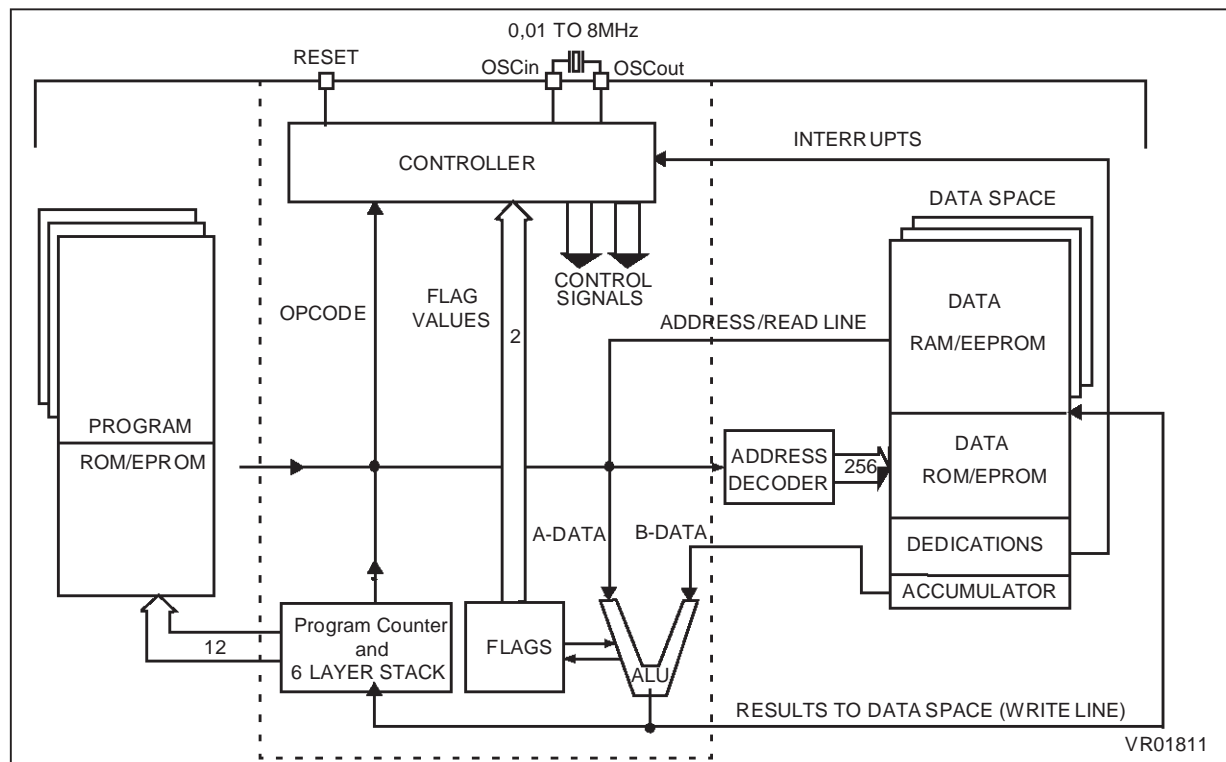 0,01 TO 8MHz
RESET
OSCin
OSCout
CONTROLLER
INTERRUPTS
DATA SPACE
CONTROL
SIGNALS
OPCODE
FLAG
VALUES
2
ADDRESS/READ LINE
DATA
RAM/EEPROM
PROGRAM
ROM/EPROM
ADDRESS
DECODER
256
DATA
ROM/EPROM
A-DATA
B-DATA
DEDICATIONS
ACCUMULATOR
12
Program Counter
and
6 LAYER STACK
FLAGS
ALU
RESULTS TO DATA SPACE (WRITE LINE)
VR01811